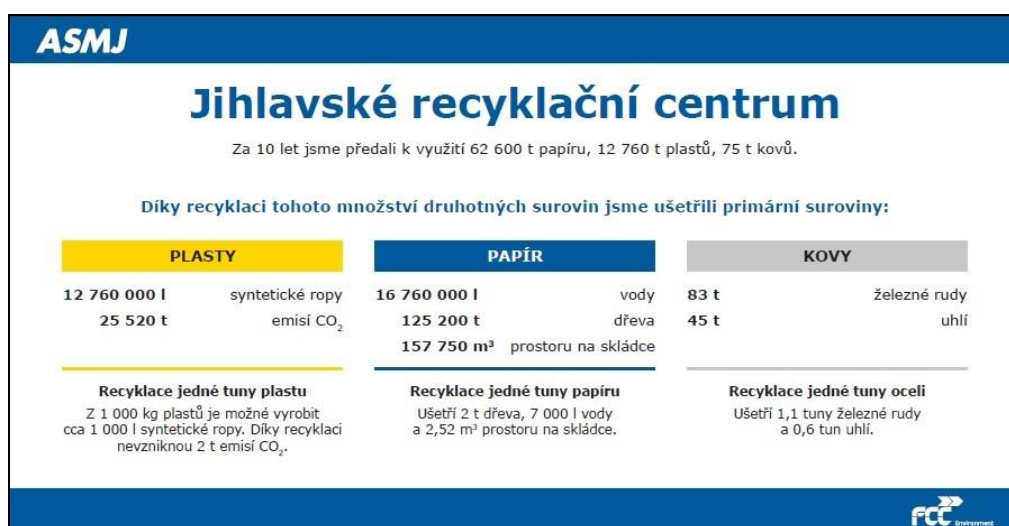 ASMJ
Jihlavské recyklační centrum
Za 10 let jsme předali k využití 62 600 t papíru, 12 760 t plastů, 75 t kovů.
Díky recyklaci tohoto množství druhotných surovin jsme ušetřili primární suroviny:
PLASTY
12 760 000 l syntetické ropy
25 520 t emisí CO₂
Recyklace jedné tuny plastu
Z 1 000 kg plastů je možné vyrobit
cca 1 000 l syntetické ropy. Díky recyklaci
nevzniknou 2 t emisí CO₂.
PAPÍR
16 760 000 l vody
125 200 t dřeva
157 750 m³ prostoru na skládce
Recyklace jedné tuny papíru
Ušetří 2 t dřeva, 7 000 l vody
a 2,52 m³ prostoru na skládce.
KOVY
83 t železné rudy
45 t uhlí
Recyklace jedné tuny oceli
Ušetří 1,1 tuny železné rudy
a 0,6 tun uhlí.
FCC
Environment